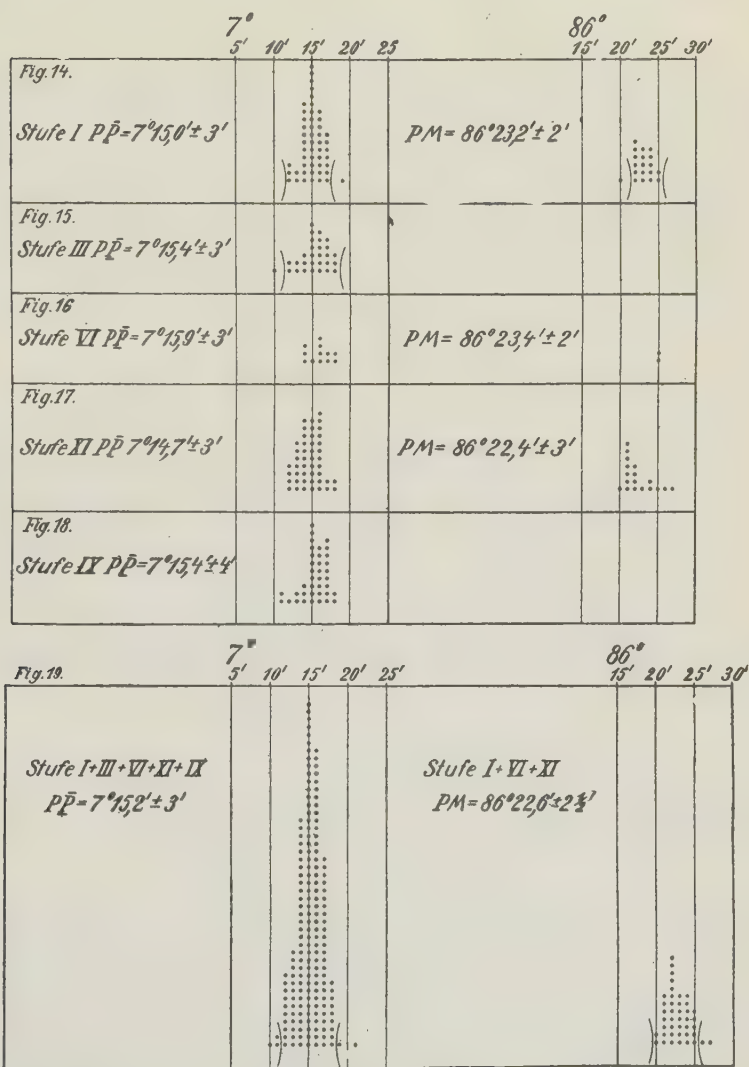 7° 86°
5' 10' 15' 20' 25 15' 20' 25' 30'
Fig. 14.
Stufe I PP̄ = 7°15,0' ± 3' PM = 86°23,2' ± 2'
Fig. 15.
Stufe III PP̱̄ = 7°15,4' ± 3'
Fig. 16
Stufe VI PP̄ = 7°15,9' ± 3' PM = 86°23,4' ± 2'
Fig. 17.
Stufe XI PP̄ 7°14,7' ± 3' PM = 86°22,4' ± 3'
Fig. 18.
Stufe IX PP̱̄ = 7°15,4' ± 4'
7° 86°
Fig. 19. 5' 10' 15' 20' 25' 15' 20' 25' 30'
Stufe I+III+VI+XI+IX Stufe I+VI+XI
PP̱̄ = 7°15,2' ± 3' PM = 86°22,6' ± 2½'